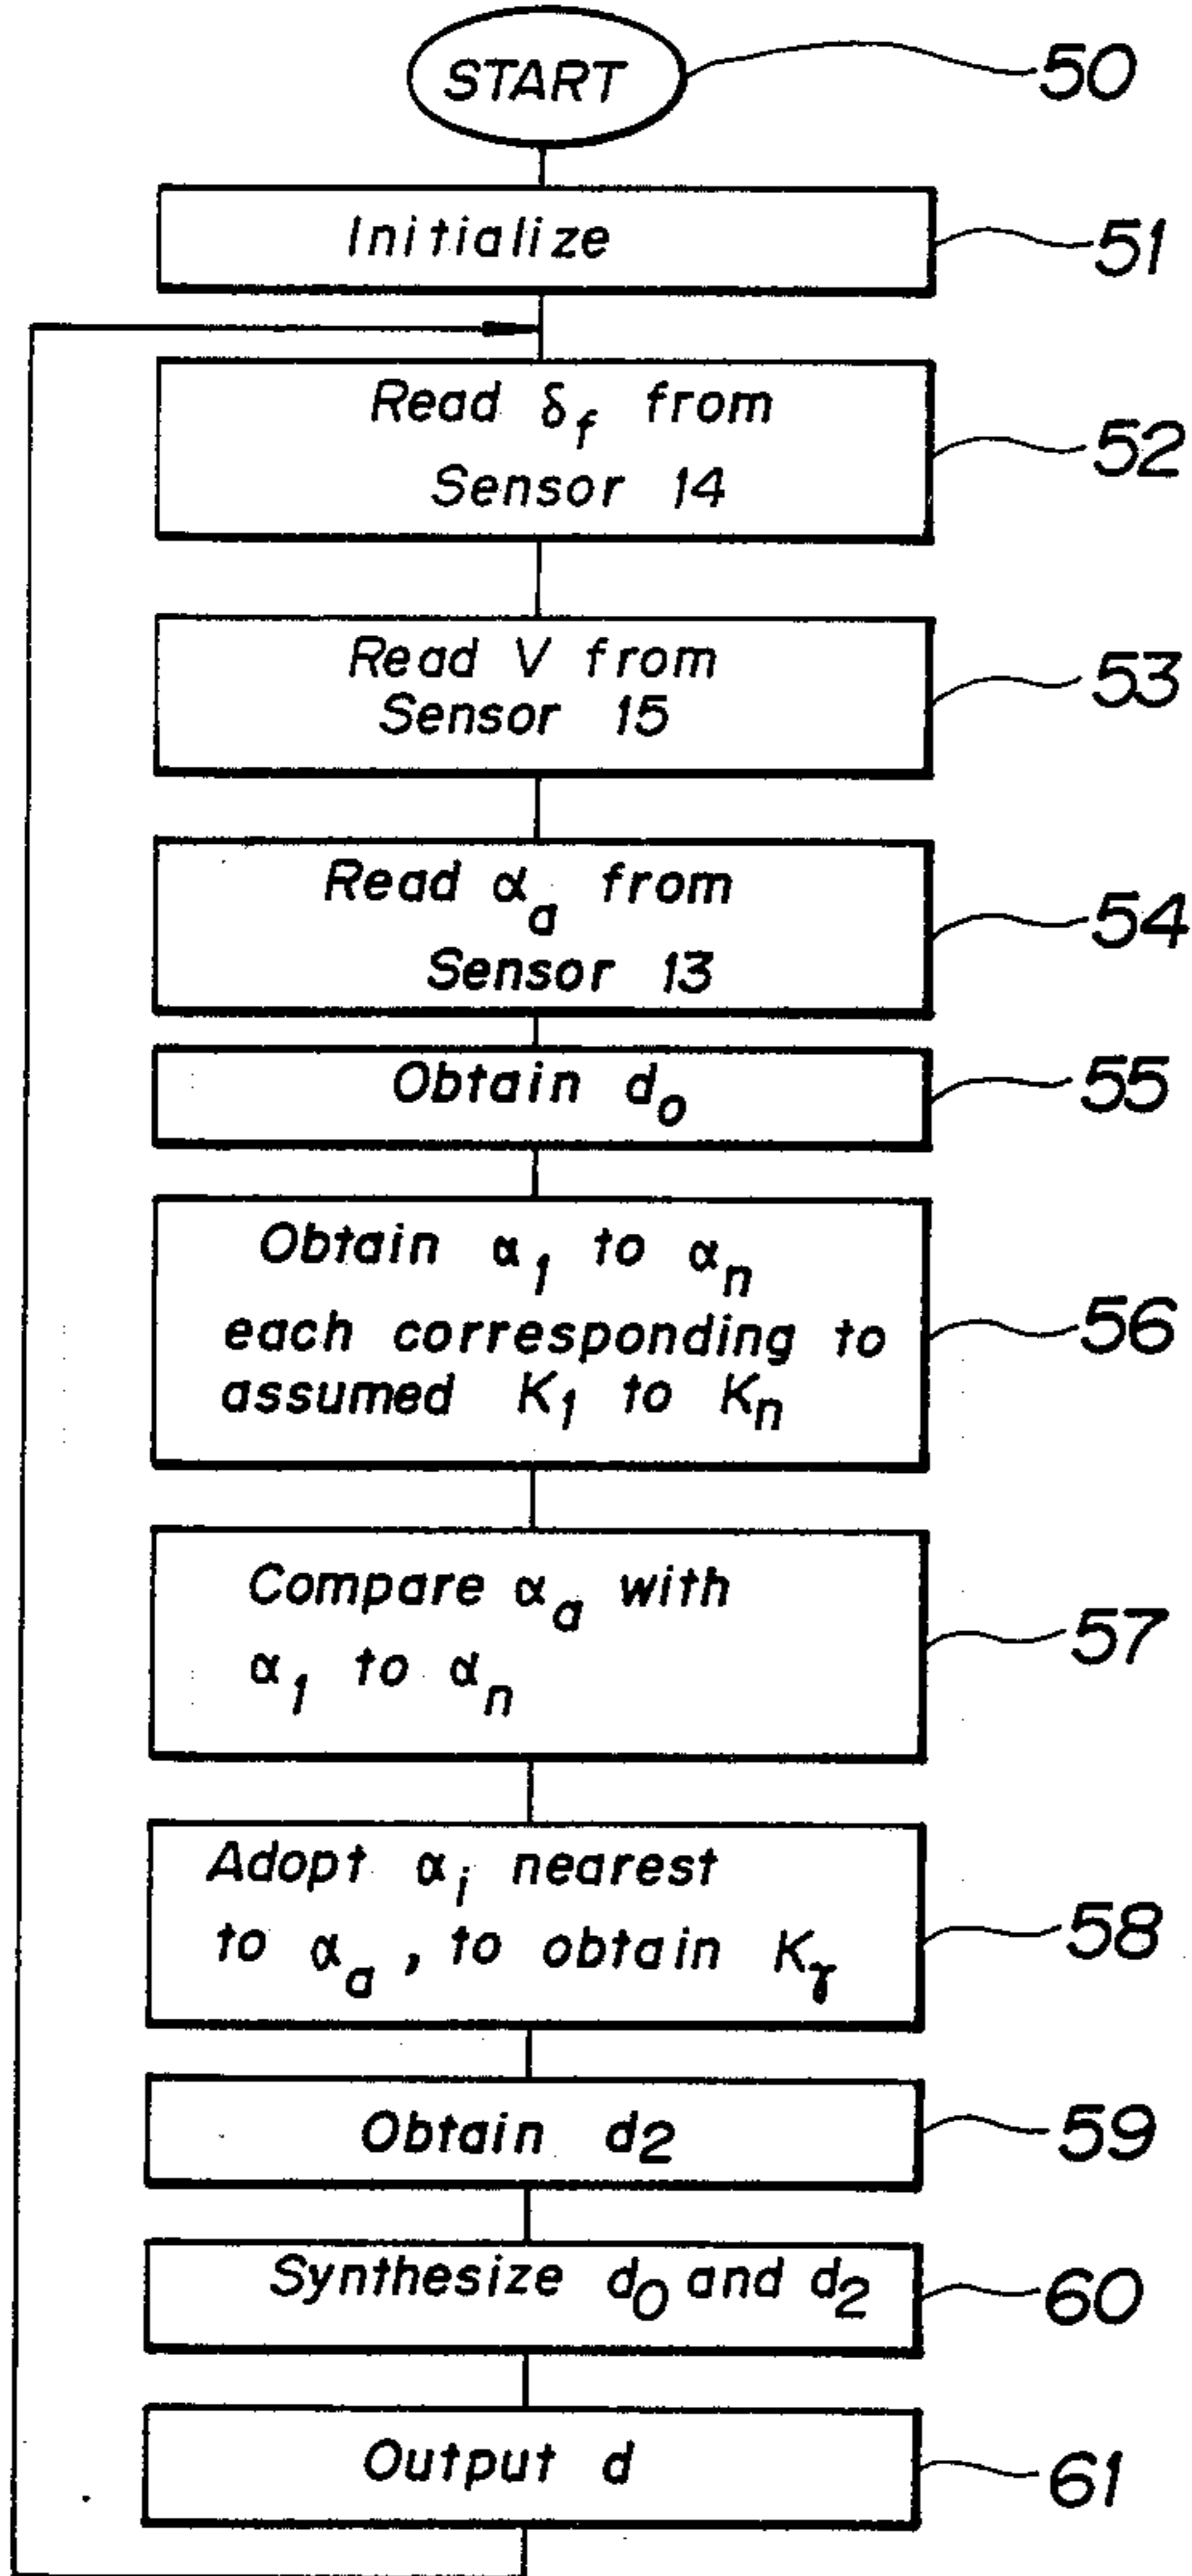 START 50
Initialize 51
Read δf from
Sensor 14
52
Read V from
Sensor 15
53
Read αa from
Sensor 13
54
Obtain do 55
Obtain α1 to αn
each corresponding to
assumed K1 to Kn
56
Compare αa with
α1 to αn
57
Adopt αi nearest
to αa, to obtain Kγ
58
Obtain d2 59
Synthesize d0 and d2 60
Output d 61